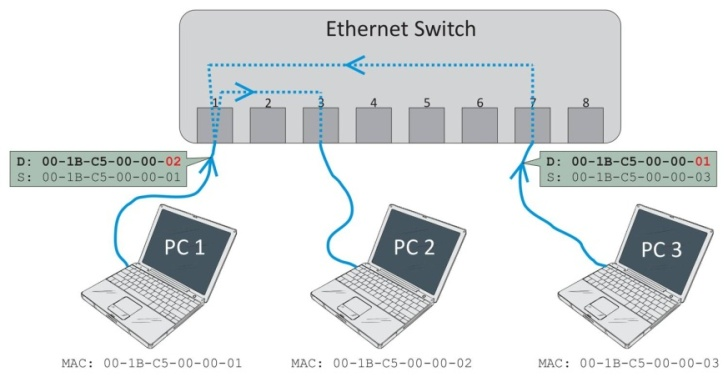 Ethernet Switch
1 2 3 4 5 6 7 8
D: 00-1B-C5-00-00-02
S: 00-1B-C5-00-00-01
D: 00-1B-C5-00-00-01
S: 00-1B-C5-00-00-03
PC 1
PC 2
PC 3
MAC: 00-1B-C5-00-00-01
MAC: 00-1B-C5-00-00-02
MAC: 00-1B-C5-00-00-03